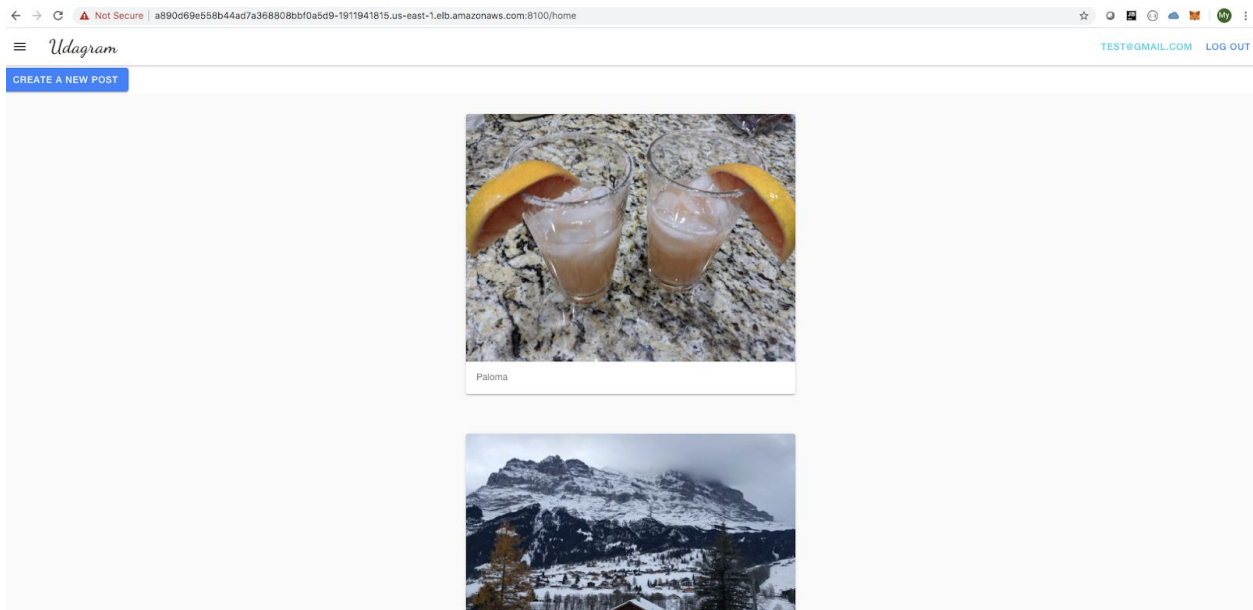 Not Secure | a890d69e558b44ad7a368808bbf0a5d9-1911941815.us-east-1.elb.amazonaws.com:8100/home
My
Udagram
TEST@GMAIL.COM LOG OUT
CREATE A NEW POST
Paloma